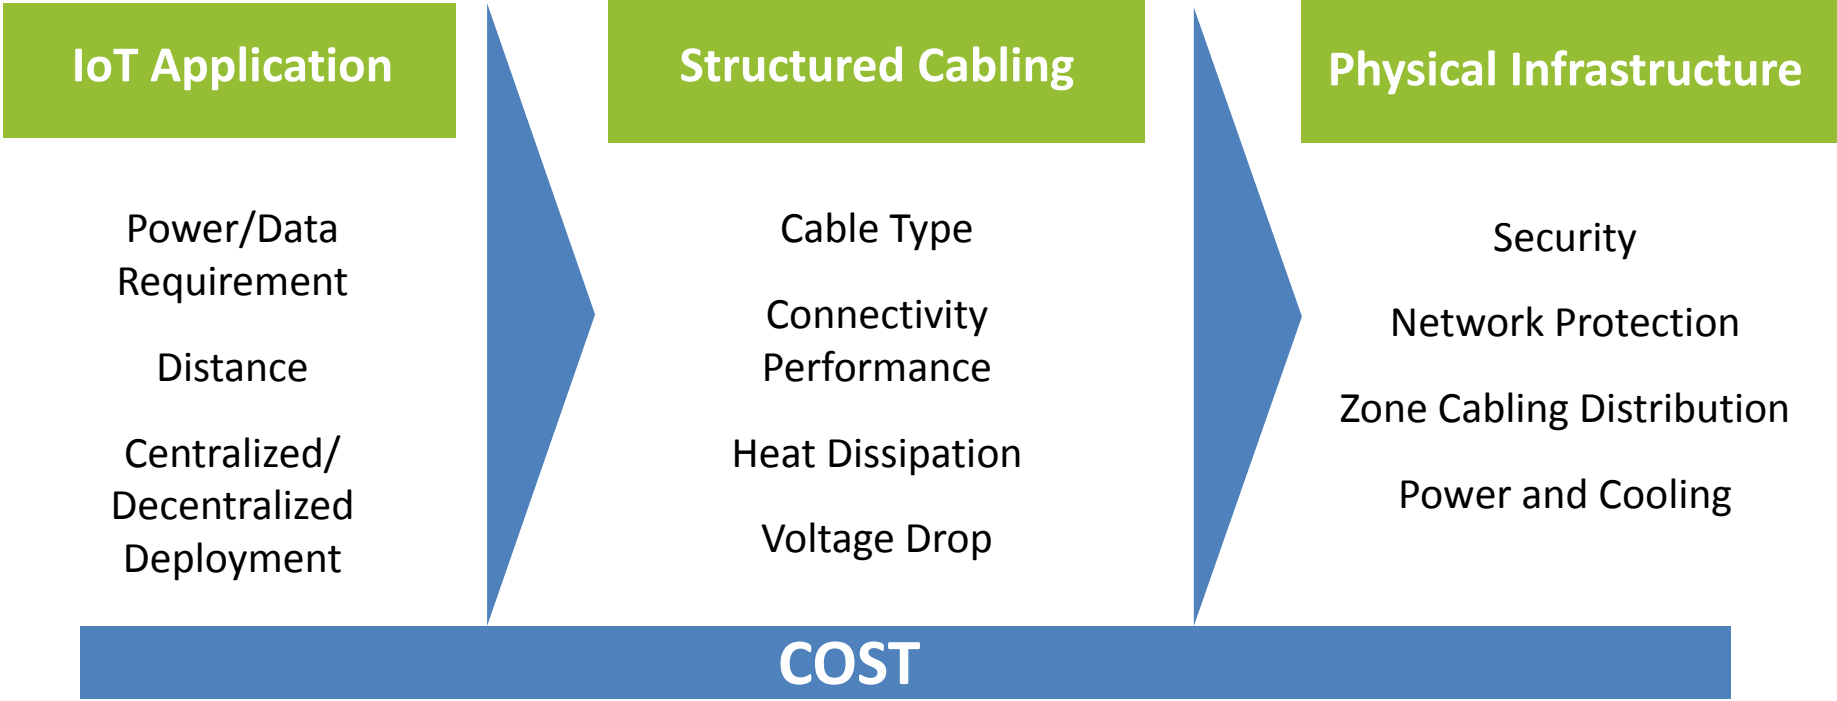 IoT Application
Power/Data
Requirement
Distance
Centralized/
Decentralized
Deployment
Structured Cabling
Cable Type
Connectivity
Performance
Heat Dissipation
Voltage Drop
Physical Infrastructure
Security
Network Protection
Zone Cabling Distribution
Power and Cooling
COST